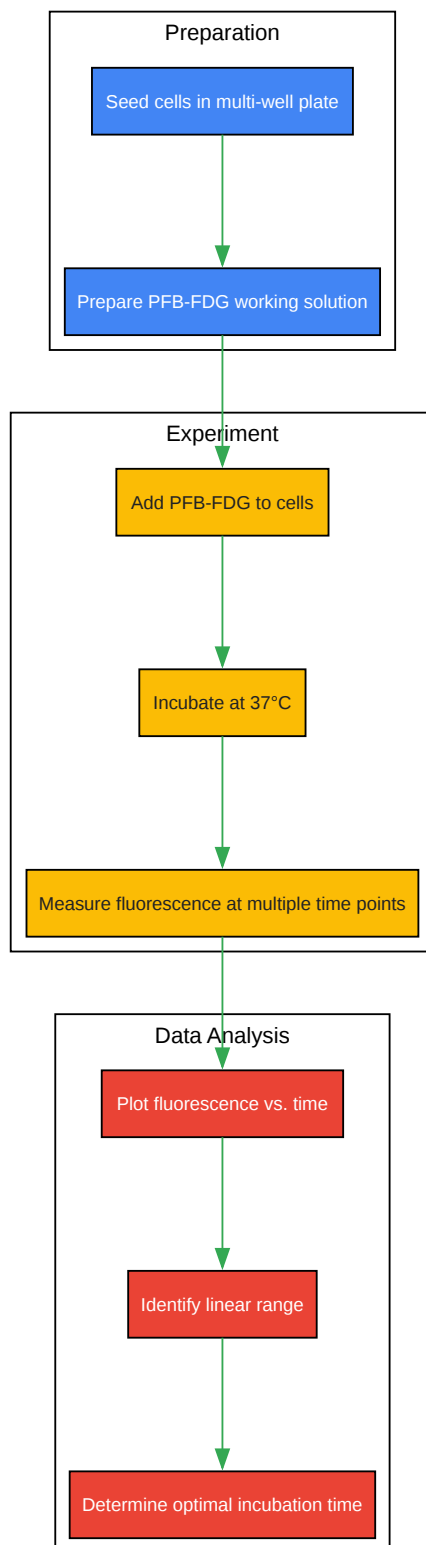 Preparation
Seed cells in multi-well plate
Prepare PFB-FDG working solution
Experiment
Add PFB-FDG to cells
Incubate at 37°C
Measure fluorescence at multiple time points
Data Analysis
Plot fluorescence vs. time
Identify linear range
Determine optimal incubation time